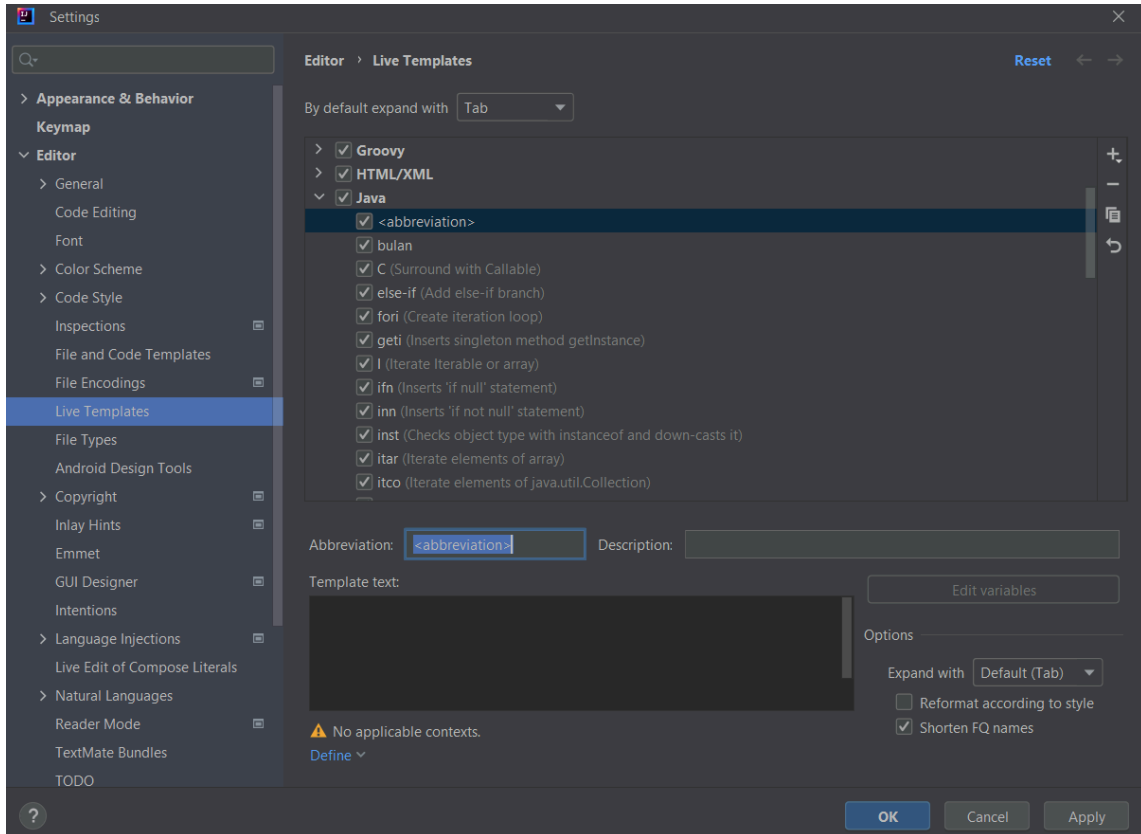 Settings
Editor › Live Templates
Reset
By default expand with Tab
Appearance & Behavior
Keymap
Editor
General
Code Editing
Font
Color Scheme
Code Style
Inspections
File and Code Templates
File Encodings
Live Templates
File Types
Android Design Tools
Copyright
Inlay Hints
Emmet
GUI Designer
Intentions
Language Injections
Live Edit of Compose Literals
Natural Languages
Reader Mode
TextMate Bundles
TODO
Groovy
HTML/XML
Java
<abbreviation>
bulan
C (Surround with Callable)
else-if (Add else-if branch)
fori (Create iteration loop)
geti (Inserts singleton method getInstance)
I (Iterate Iterable or array)
ifn (Inserts 'if null' statement)
inn (Inserts 'if not null' statement)
inst (Checks object type with instanceof and down-casts it)
itar (Iterate elements of array)
itco (Iterate elements of java.util.Collection)
Abbreviation: <abbreviation> Description:
Template text:
Edit variables
Options
Expand with Default (Tab)
Reformat according to style
Shorten FQ names
No applicable contexts.
Define
?
OK Cancel Apply